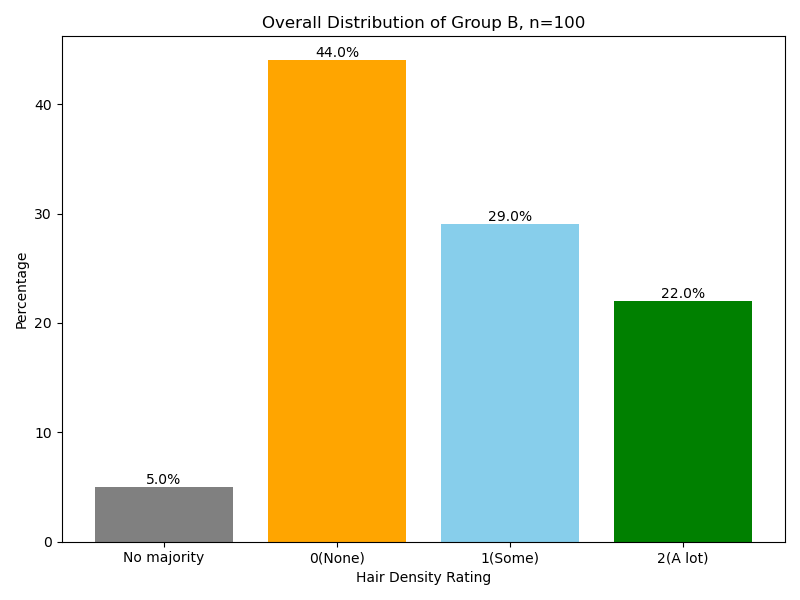 Overall Distribution of Group B, n=100
Percentage
40
30
20
10
0
5.0%
44.0%
29.0%
22.0%
No majority
0(None)
1(Some)
2(A lot)
Hair Density Rating